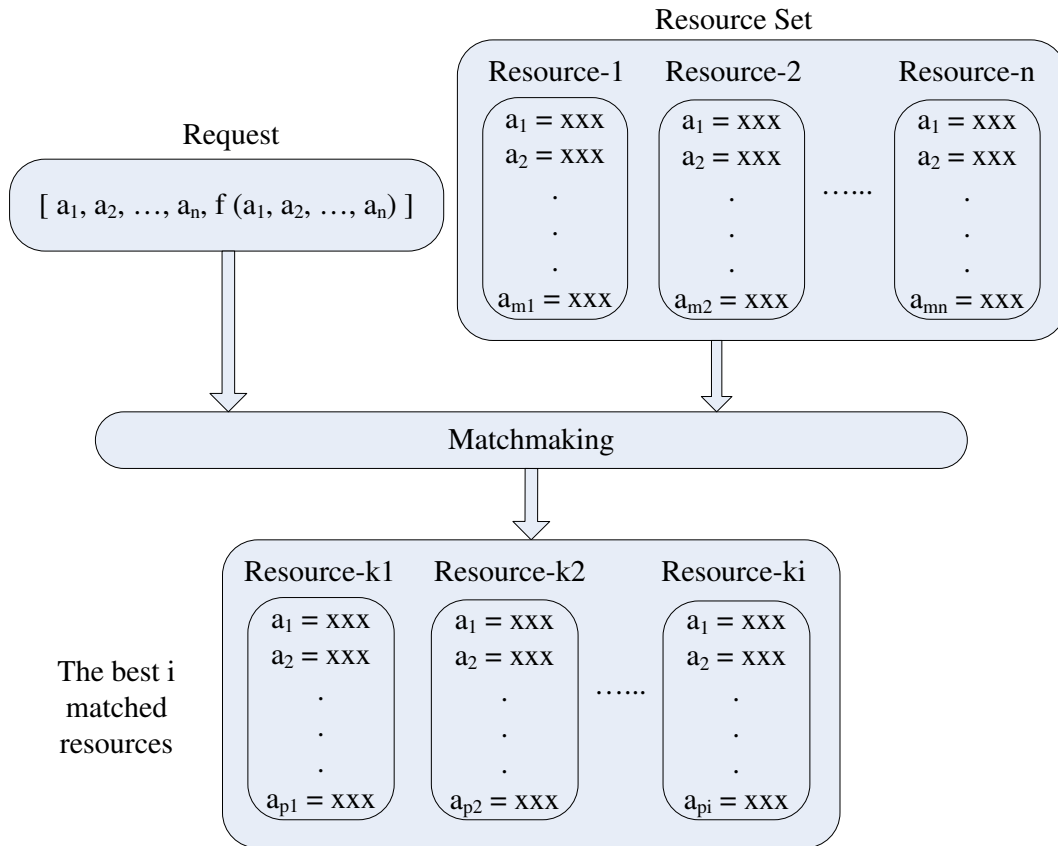 Resource Set
Resource-1 Resource-2 Resource-n
a₁ = xxx a₁ = xxx a₁ = xxx
a₂ = xxx a₂ = xxx a₂ = xxx
…...
. . .
. . .
. . .
aₘ₁ = xxx aₘ₂ = xxx aₘₙ = xxx
Request
[ a₁, a₂, …, aₙ, f (a₁, a₂, …, aₙ) ]
Matchmaking
The best i
matched
resources
Resource-k1 Resource-k2 Resource-ki
a₁ = xxx a₁ = xxx a₁ = xxx
a₂ = xxx a₂ = xxx a₂ = xxx
…...
. . .
. . .
. . .
aₚ₁ = xxx aₚ₂ = xxx aₚᵢ = xxx